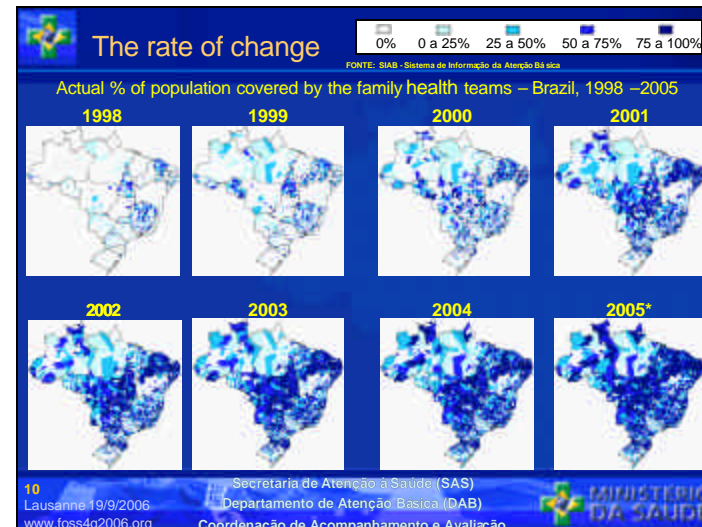 The rate of change
0% 0 a 25% 25 a 50% 50 a 75% 75 a 100%
FONTE: SIAB - Sistema de Informação da Atenção Básica
Actual % of population covered by the family health teams – Brazil, 1998 –2005
1998 1999 2000 2001
2002 2003 2004 2005*
10
Lausanne 19/9/2006
www.foss4g2006.org
Secretaria de Atenção à Saúde (SAS)
Departamento de Atenção Básica (DAB)
Coordenação de Acompanhamento e Avaliação
MINISTÉRIO
DA SAÚDE